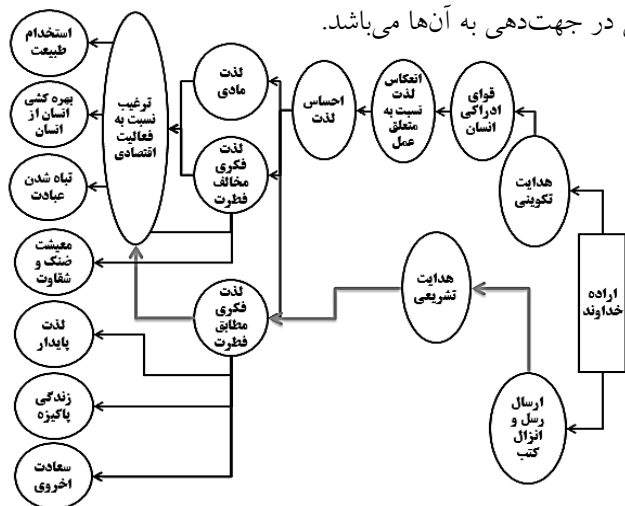 در جهت‌دهی به آن‌ها می‌باشد.
اراده
خداوند
هدایت
تکوینی
قوای
ادراکی
انسان
انعکاس
لذت
نسبت به
متعلق
عمل
احساس
لذت
لذت
مادی
لذت
فکری
مخالف
فطرت
ترغیب
نسبت به
فعالیت
اقتصادی
استخدام
طبیعت
بهره کشی
انسان از
انسان
تباه شدن
عبادت
معیشت
ضنک و
شقاوت
ارسال
رسل و
انزال
کتب
هدایت
تشریعی
لذت
فکری
مطابق
فطرت
لذت
پایدار
زندگی
پاکیزه
سعادت
اخروی